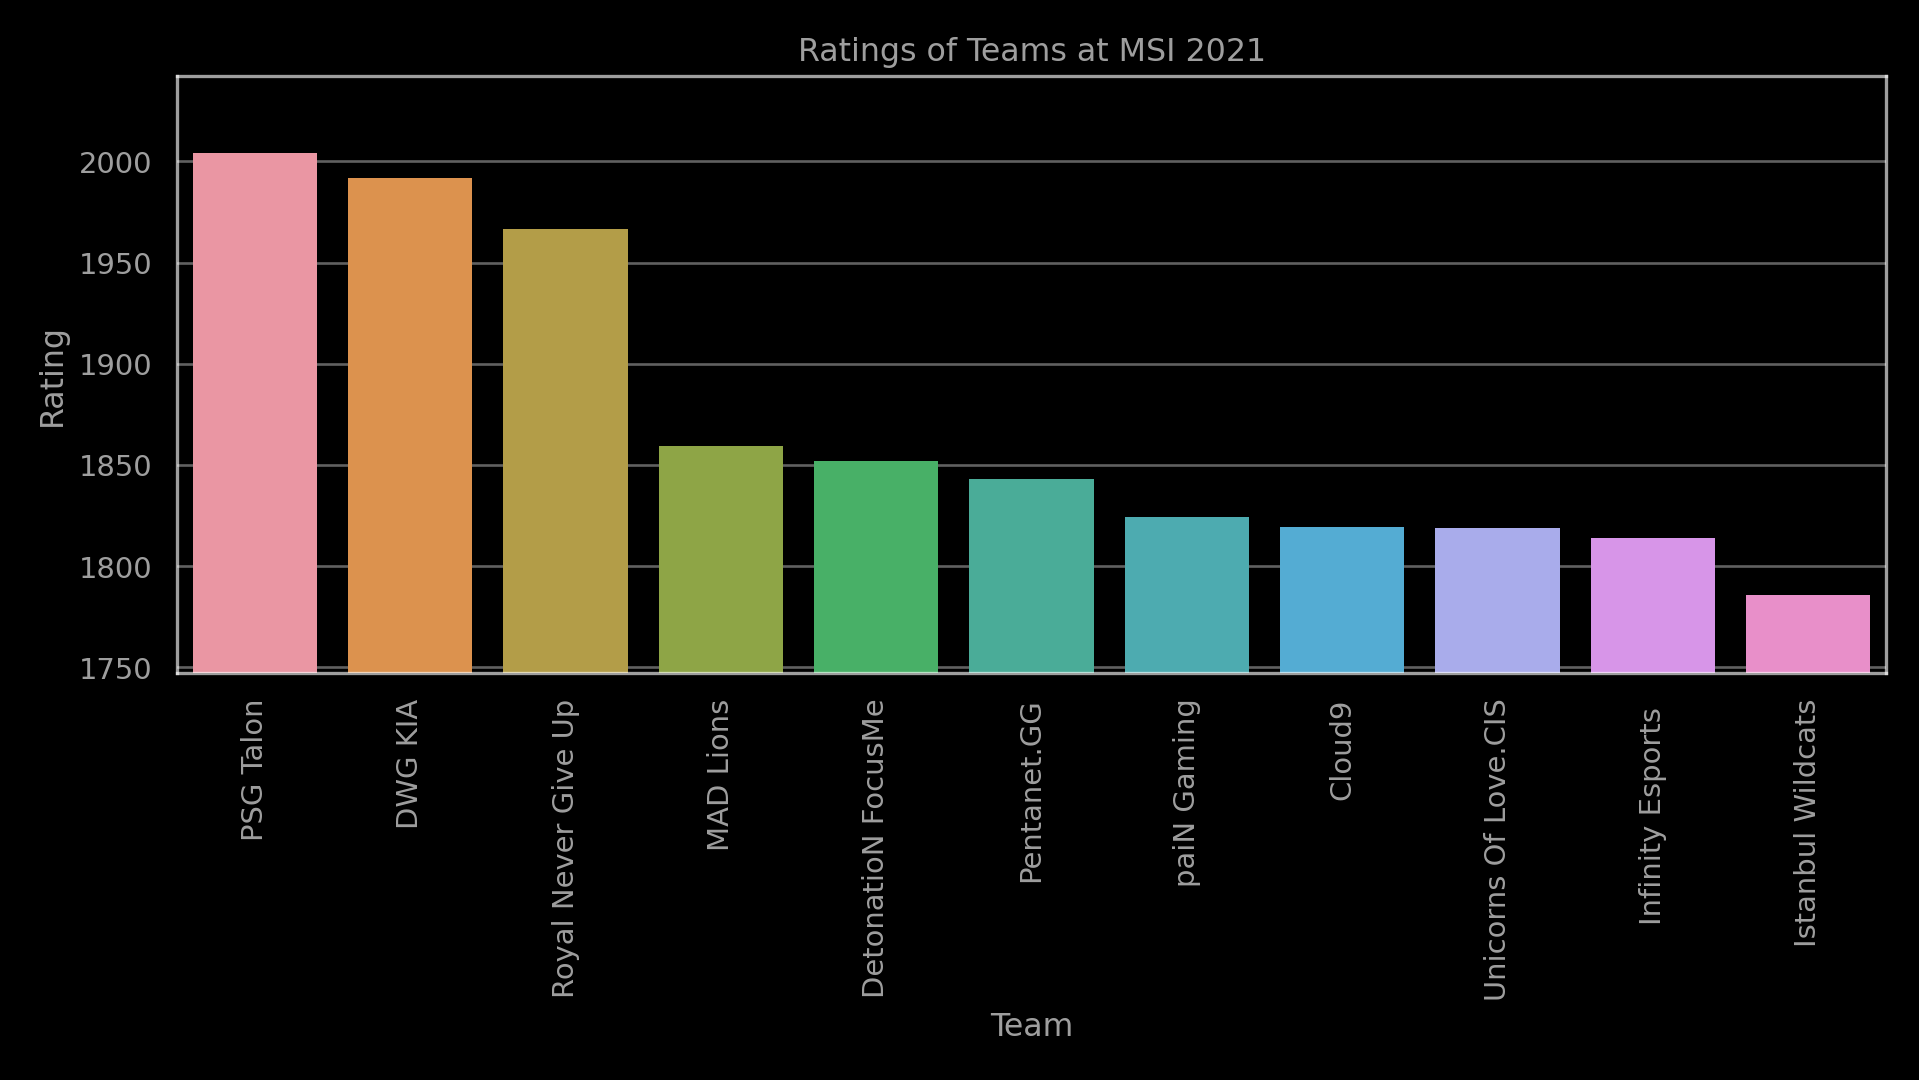 Ratings of Teams at MSI 2021
Rating
2000
1950
1900
1850
1800
1750
PSG Talon
DWG KIA
Royal Never Give Up
MAD Lions
DetonatioN FocusMe
Pentanet.GG
paiN Gaming
Cloud9
Unicorns Of Love.CIS
Infinity Esports
Istanbul Wildcats
Team